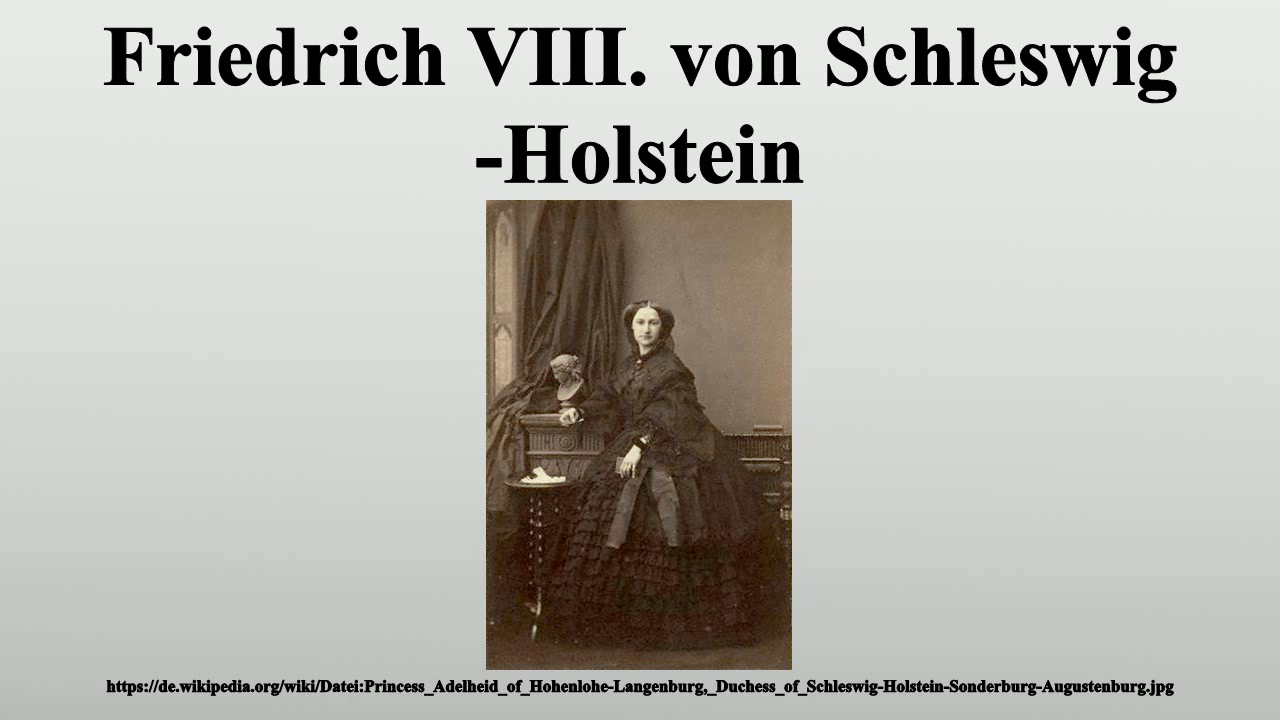 Friedrich VIII. von Schleswig
-Holstein
https://de.wikipedia.org/wiki/Datei:Princess_Adelheid_of_Hohenlohe-Langenburg,_Duchess_of_Schleswig-Holstein-Sonderburg-Augustenburg.jpg